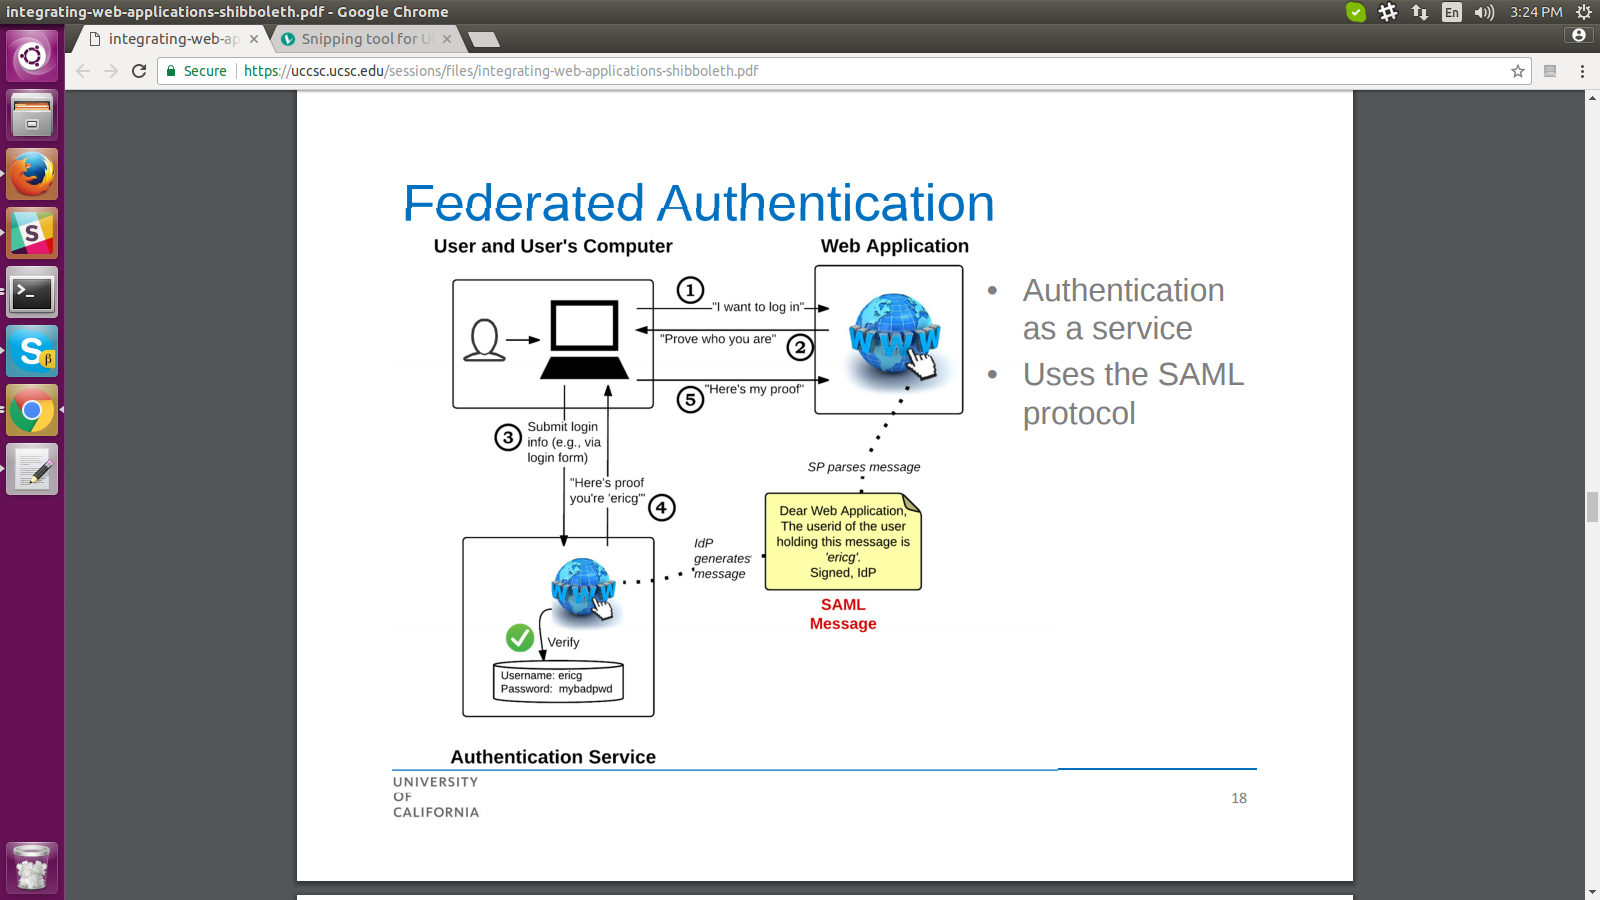 integrating-web-applications-shibboleth.pdf - Google Chrome
En
3:24 PM
integrating-web-ap
Snipping tool for U
Secure
https://uccsc.ucsc.edu/sessions/files/integrating-web-applications-shibboleth.pdf
Federated Authentication
User and User's Computer
Web Application
1
"I want to log in"
"Prove who you are"
2
5
"Here's my proof"
WWW
• Authentication
as a service
• Uses the SAML
protocol
3
Submit login
info (e.g., via
login form)
"Here's proof
you're 'ericg'"
4
SP parses message
Dear Web Application,
The userid of the user
holding this message is
'ericg'.
Signed, IdP
IdP
generates
message
SAML
Message
WWW
Verify
Username: ericg
Password: mybadpwd
Authentication Service
UNIVERSITY
OF
CALIFORNIA
18
S
S
β